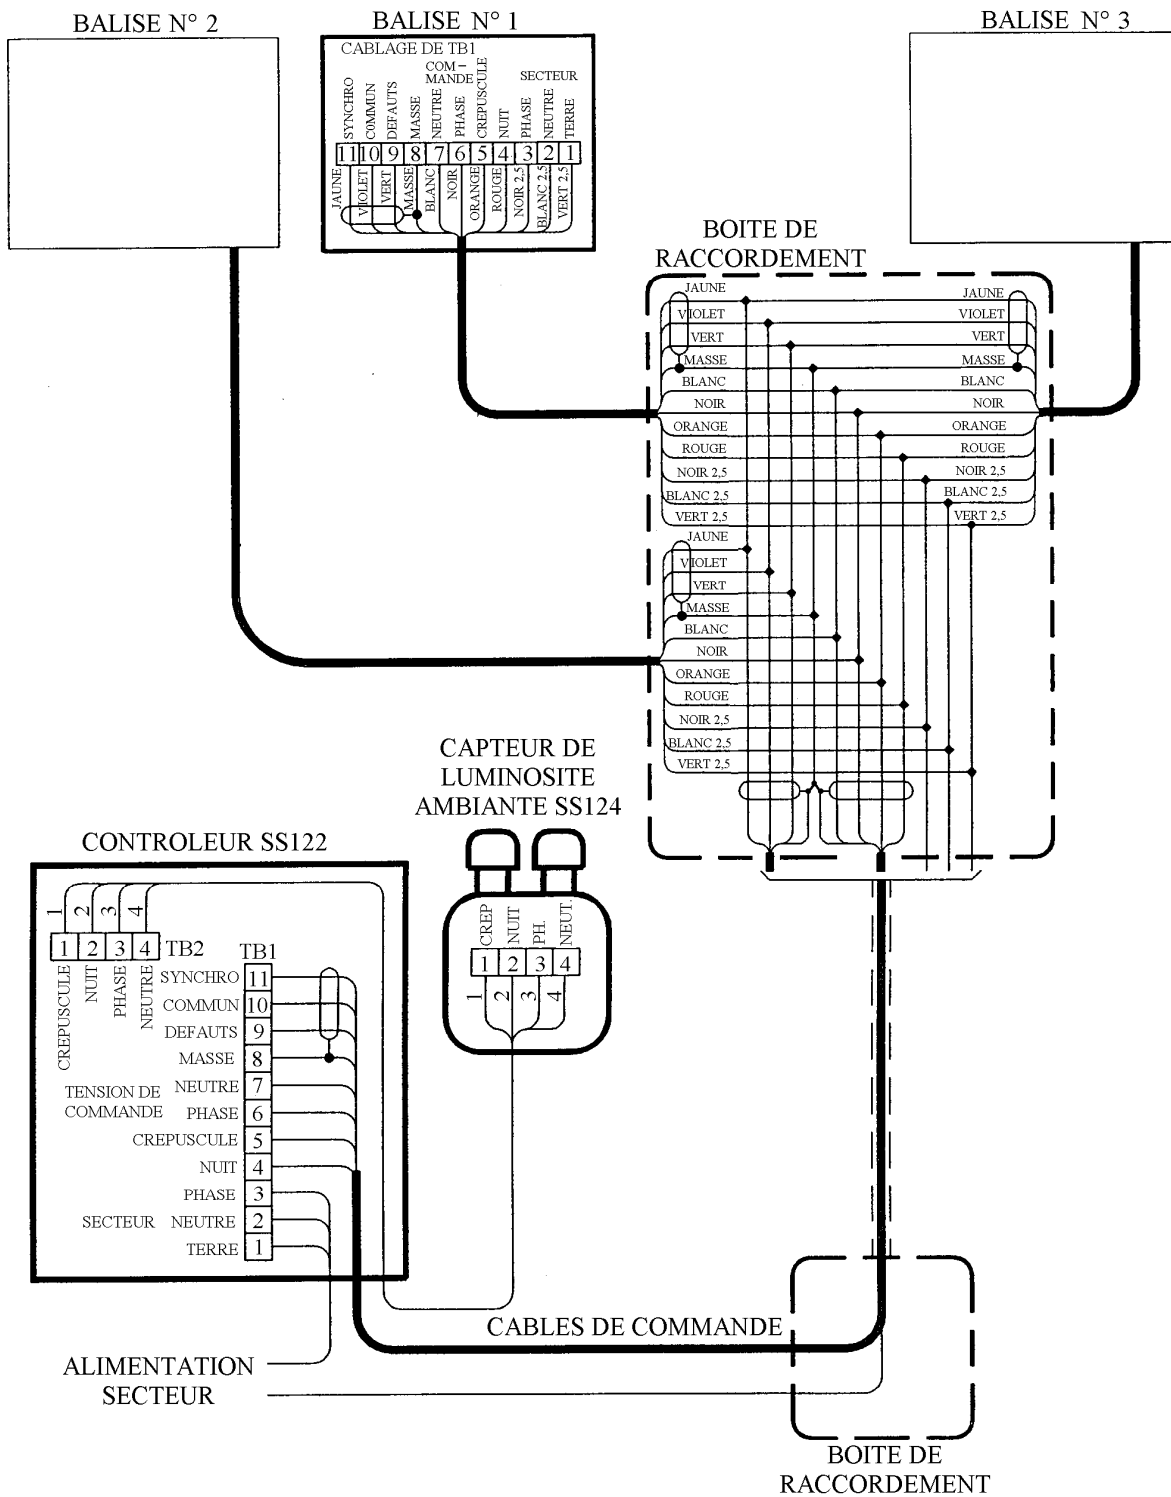 BALISE N° 2
BALISE N° 1
BALISE N° 3
CABLAGE DE TB1
COM-
MANDE
SECTEUR
SYNCHRO
COMMUN
DEFAUTS
MASSE
NEUTRE
PHASE
CREPUSCULE
NUIT
PHASE
NEUTRE
TERRE
11 10 9 8 7 6 5 4 3 2 1
JAUNE
VIOLET
VERT
MASSE
BLANC
NOIR
ORANGE
ROUGE
NOIR 2,5
BLANC 2,5
VERT 2,5
BOITE DE
RACCORDEMENT
JAUNE JAUNE
VIOLET VIOLET
VERT VERT
MASSE MASSE
BLANC BLANC
NOIR NOIR
ORANGE ORANGE
ROUGE ROUGE
NOIR 2,5 NOIR 2,5
BLANC 2,5 BLANC 2,5
VERT 2,5 VERT 2,5
JAUNE
VIOLET
VERT
MASSE
BLANC
NOIR
ORANGE
ROUGE
NOIR 2,5
BLANC 2,5
VERT 2,5
CAPTEUR DE
LUMINOSITE
AMBIANTE SS124
CREP
NUIT
PH.
NEUT.
1 2 3 4
1 2 3 4
CONTROLEUR SS122
1 2 3 4
1 2 3 4 TB2
CREPUSCULE
NUIT
PHASE
NEUTRE
TB1
SYNCHRO 11
COMMUN 10
DEFAUTS 9
MASSE 8
TENSION DE
COMMANDE
NEUTRE 7
PHASE 6
CREPUSCULE 5
NUIT 4
PHASE 3
SECTEUR NEUTRE 2
TERRE 1
CABLES DE COMMANDE
ALIMENTATION
SECTEUR
BOITE DE
RACCORDEMENT